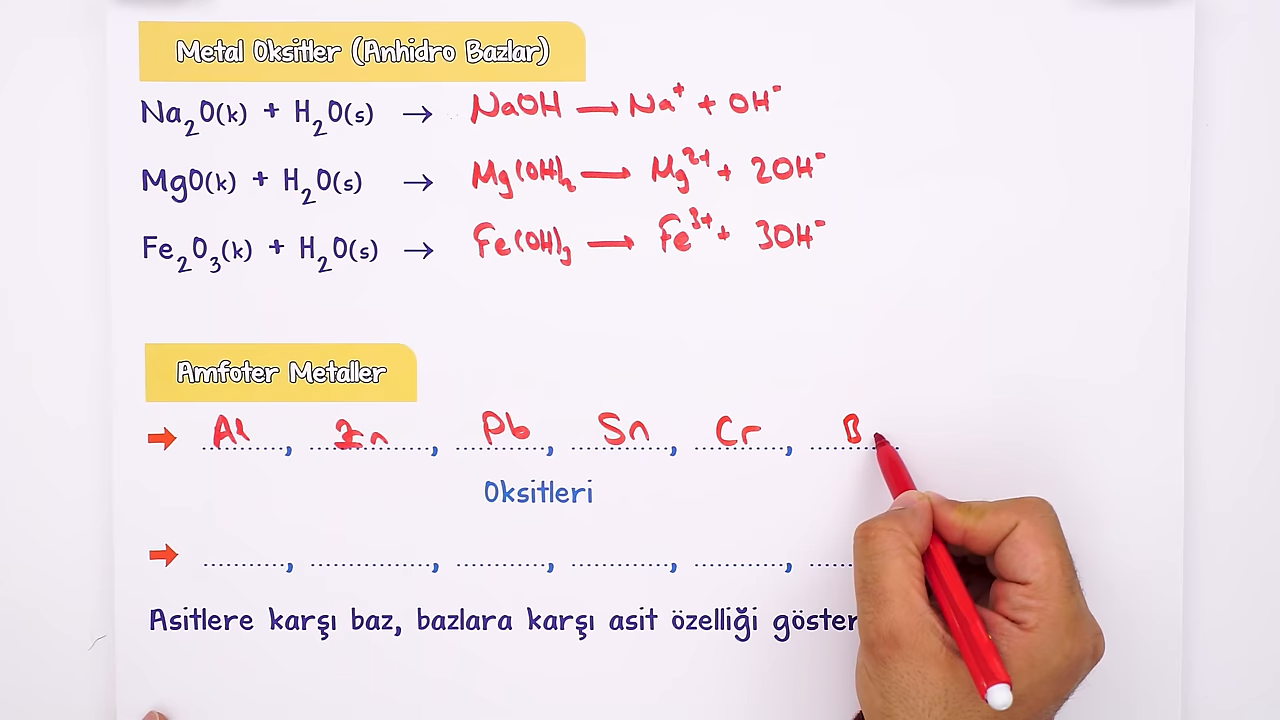 Metal Oksitler (Anhidro Bazlar)
Na₂O(k) + H₂O(s) → NaOH → Na⁺ + OH⁻
MgO(k) + H₂O(s) → Mg(OH)₂ → Mg²⁺ + 2OH⁻
Fe₂O₃(k) + H₂O(s) → Fe(OH)₃ → Fe³⁺ + 3OH⁻
Amfoter Metaller
➡ Al, Zn, Pb, Sn, Cr, B
Oksitleri
➡ ........, ..............., ..........., ............, ..........., ......
Asitlere karşı baz, bazlara karşı asit özelliği göster